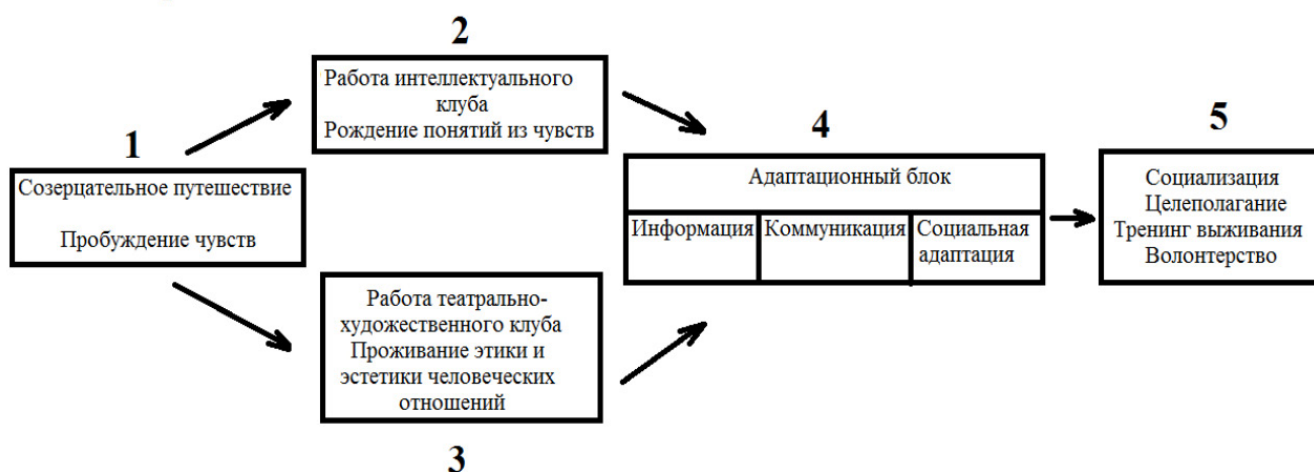 1
Созерцательное путешествие
Пробуждение чувств
2
Работа интеллектуального
клуба
Рождение понятий из чувств
3
Работа театрально-
художественного клуба
Проживание этики и
эстетики человеческих
отношений
4
Адаптационный блок
Информация
Коммуникация
Социальная
адаптация
5
Социализация
Целеполагание
Тренинг выживания
Волонтерство